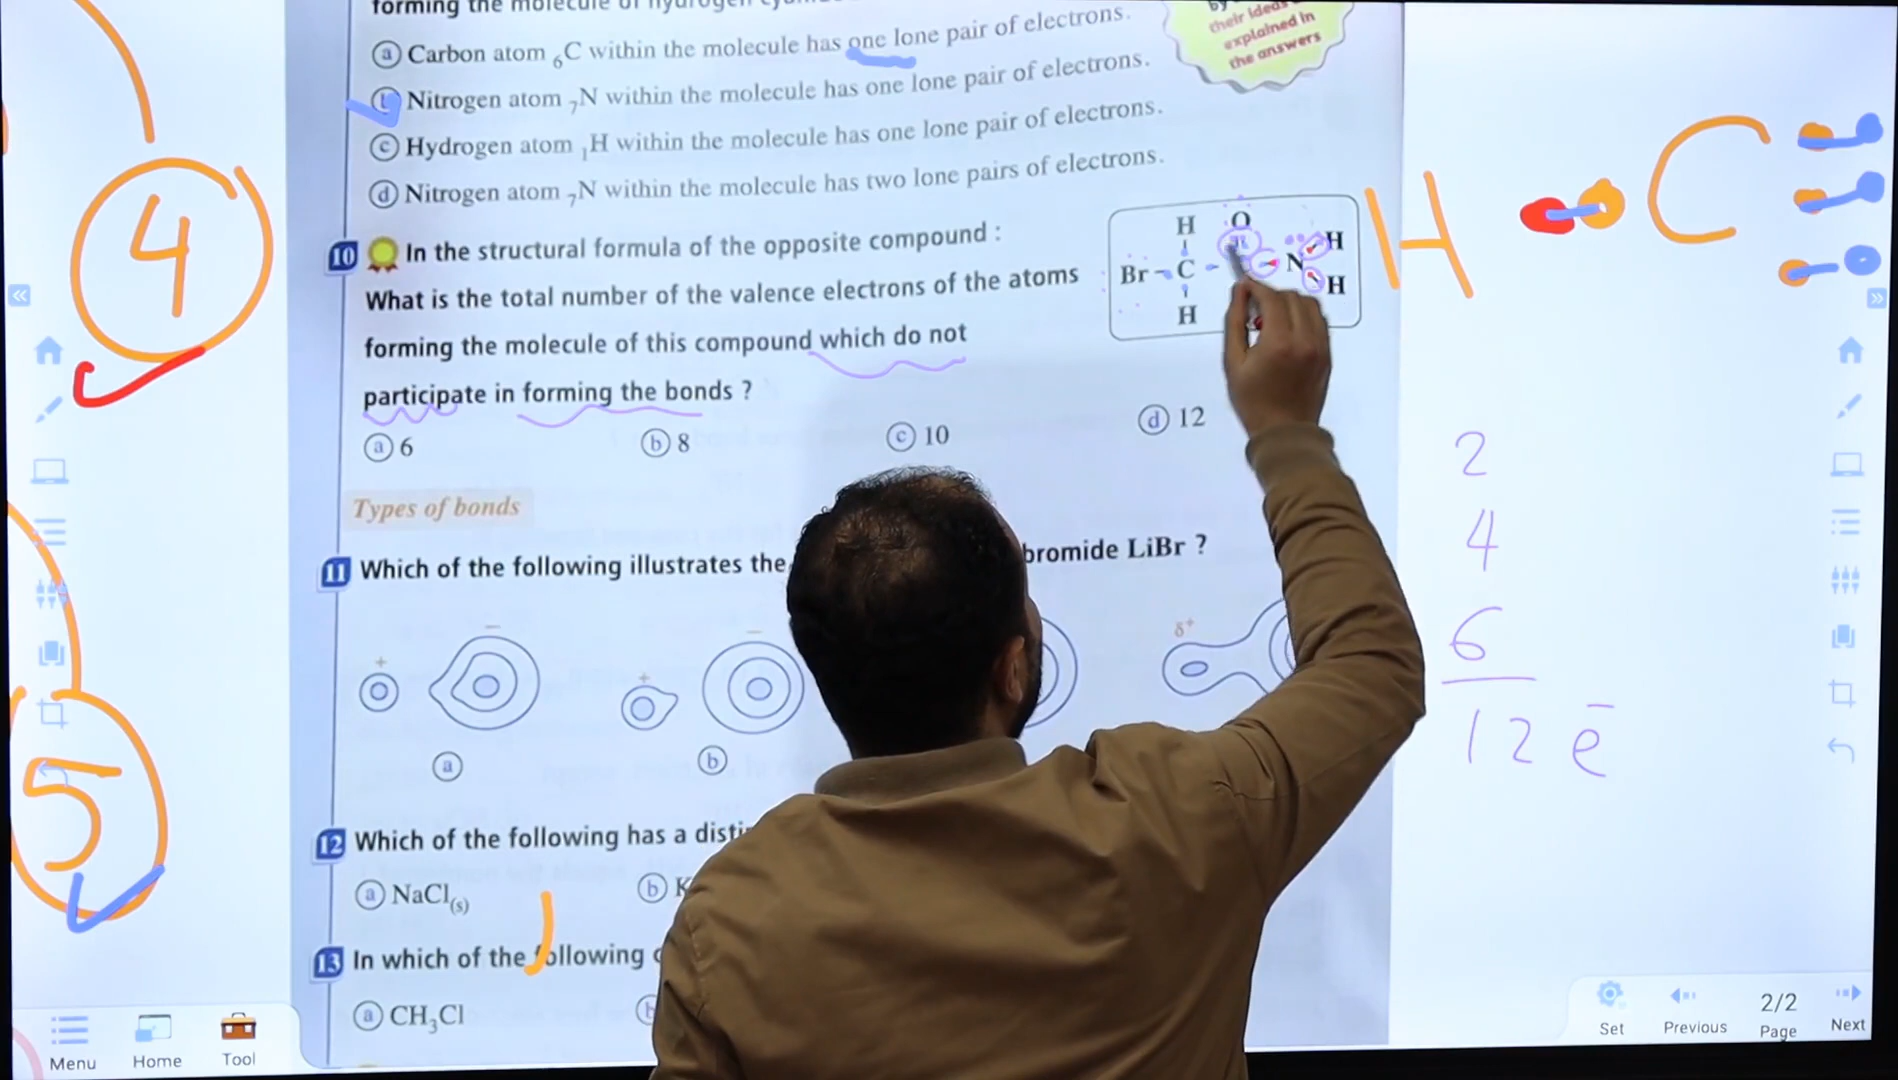 forming the molecule of hydrogen
their ideas
explained in
the answers
ⓐ Carbon atom ₆C within the molecule has one lone pair of electrons.
Nitrogen atom ₇N within the molecule has one lone pair of electrons.
ⓒ Hydrogen atom ₁H within the molecule has one lone pair of electrons.
ⓓ Nitrogen atom ₇N within the molecule has two lone pairs of electrons.
H C
4
10 In the structural formula of the opposite compound :
What is the total number of the valence electrons of the atoms
forming the molecule of this compound which do not
participate in forming the bonds ?
H O H
Br - C - N
H H
ⓐ 6 ⓑ 8 ⓒ 10 ⓓ 12
2
4
6
12 e⁻
Types of bonds
11 Which of the following illustrates the bromide LiBr ?
+ − + − δ⁺
ⓐ ⓑ
5
12 Which of the following has a
ⓐ NaCl₍s₎ ⓑ K
13 In which of the following
ⓐ CH₃Cl
Menu Home Tool
Set Previous 2/2 Page Next